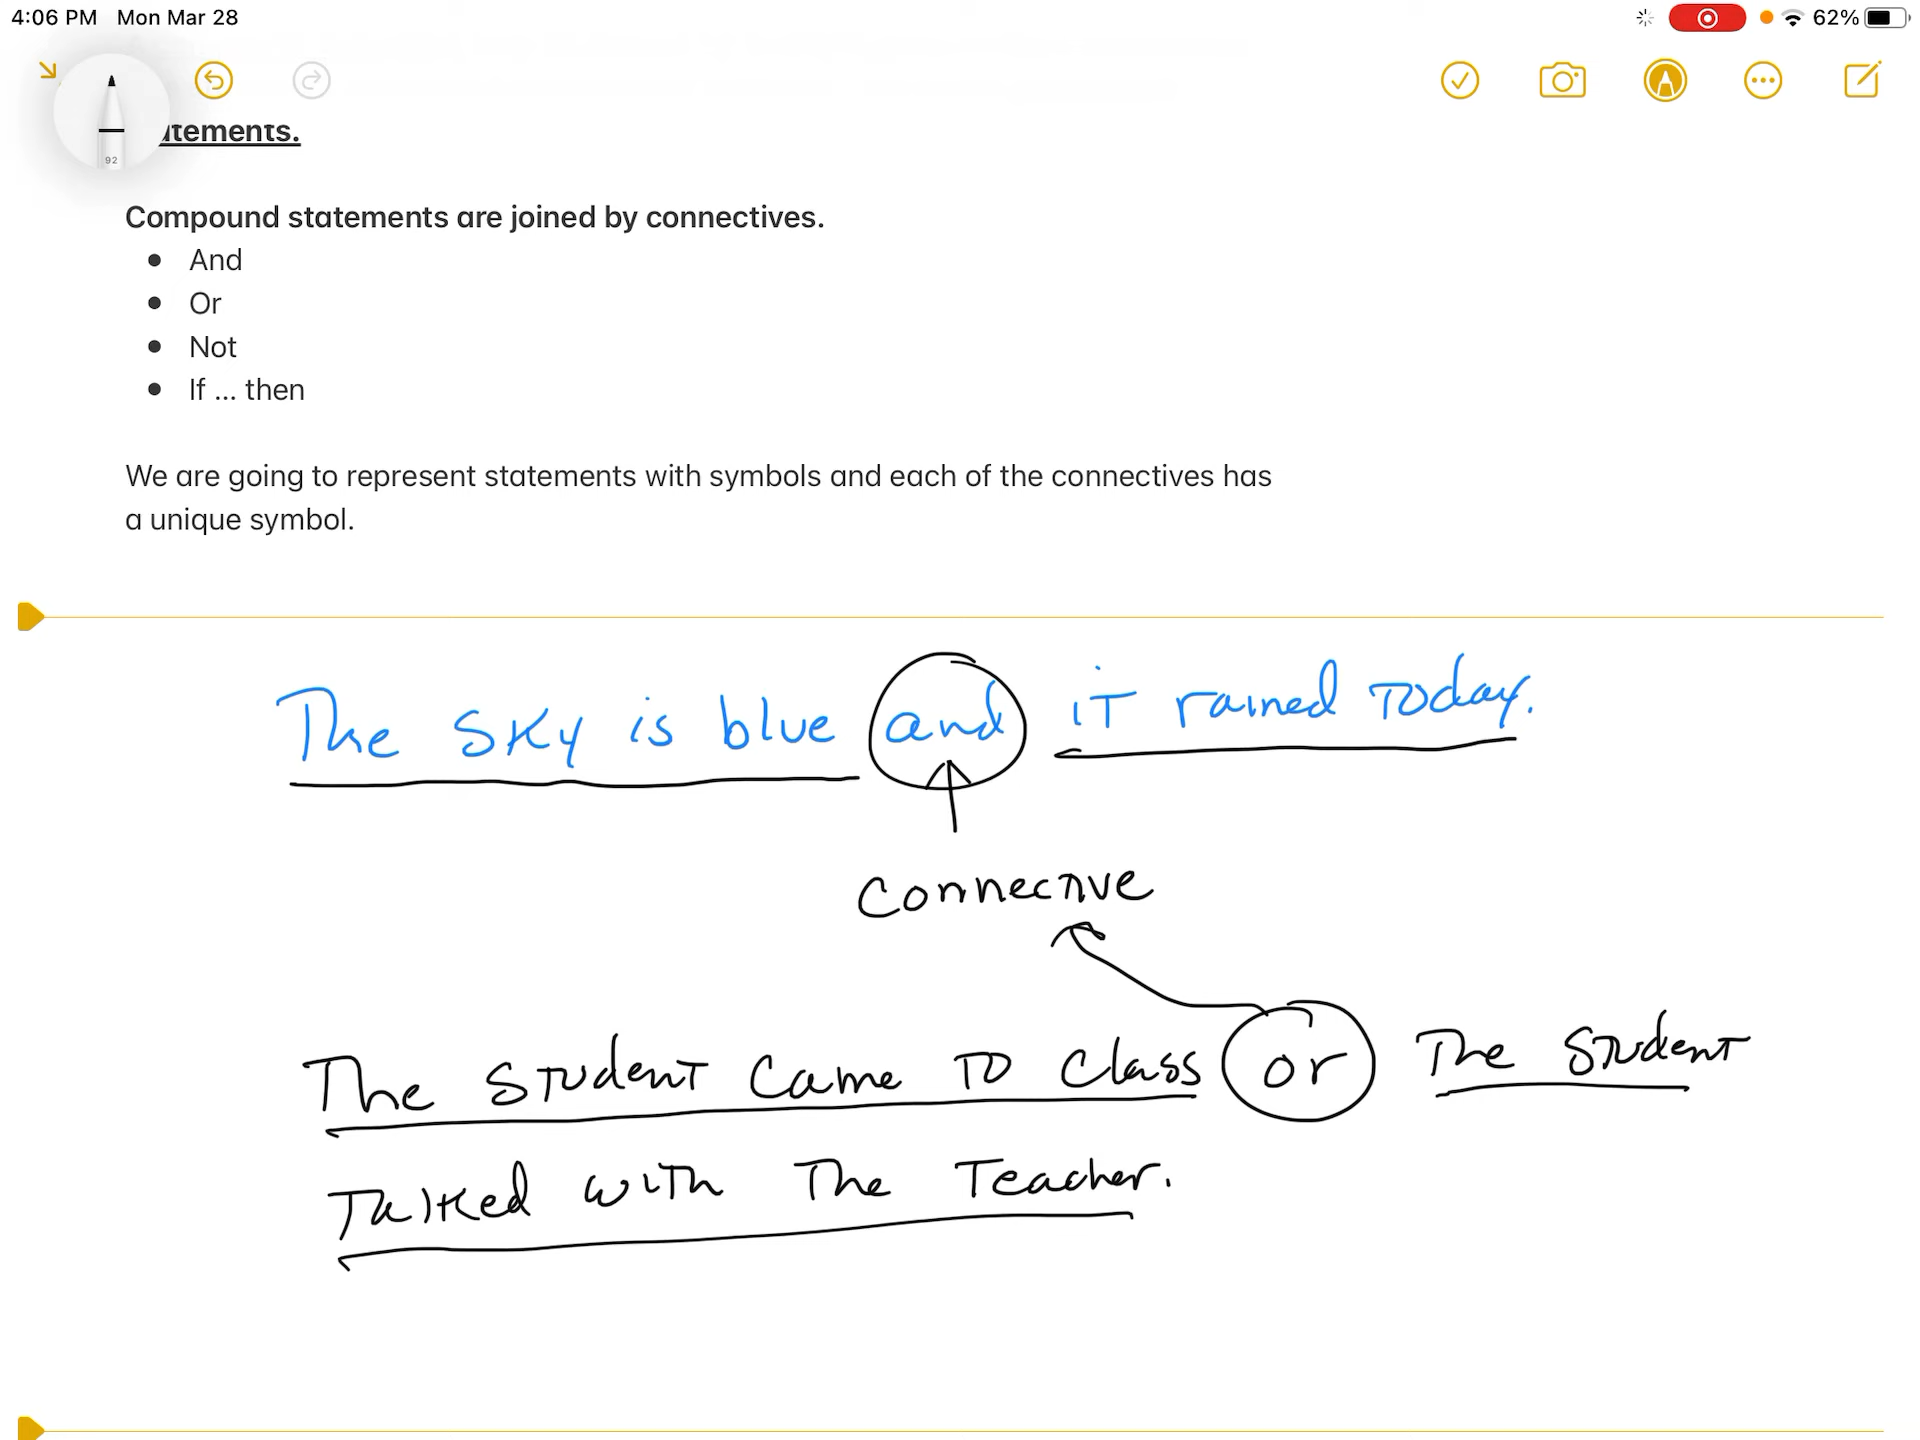 4:06 PM Mon Mar 28 62%
92
tements.
Compound statements are joined by connectives.
• And
• Or
• Not
• If ... then
We are going to represent statements with symbols and each of the connectives has
a unique symbol.
The sky is blue and it rained today.
Connective
The student came to class or The student
Talked with The Teacher.